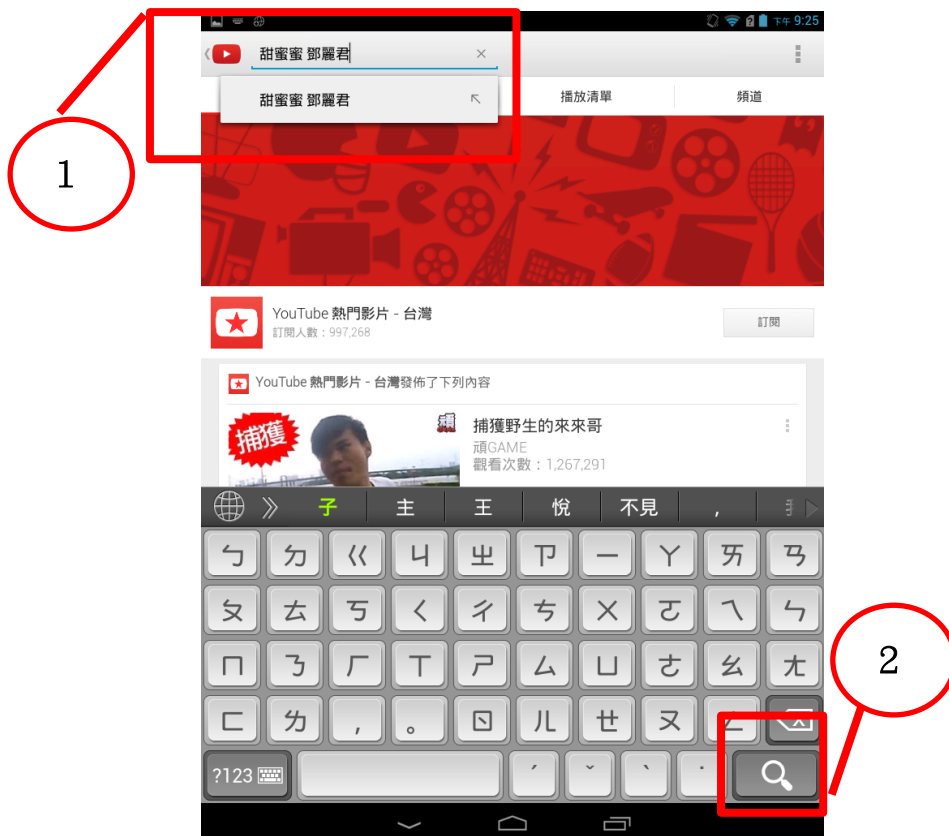 下午 9:25
甜蜜蜜 鄧麗君
甜蜜蜜 鄧麗君
播放清單 頻道
1
YouTube 熱門影片 - 台灣
訂閱人數：997,268
訂閱
YouTube 熱門影片 - 台灣發佈了下列內容
捕獲
頑
捕獲野生的來來哥
頑GAME
觀看次數：1,267,291
子 主 王 悅 不見 ,
ㄅ ㄉ ㄍ ㄐ ㄓ ㄗ ㄧ ㄚ ㄞ ㄢ
ㄆ ㄊ ㄎ ㄑ ㄔ ㄘ ㄨ ㄛ ㄟ ㄣ
ㄇ ㄋ ㄏ ㄒ ㄕ ㄙ ㄩ ㄜ ㄠ ㄤ
2
ㄈ ㄌ , 。 ㄖ ㄦ ㄝ ㄡ ㄥ
?123 ˊ ˇ ˋ ˙